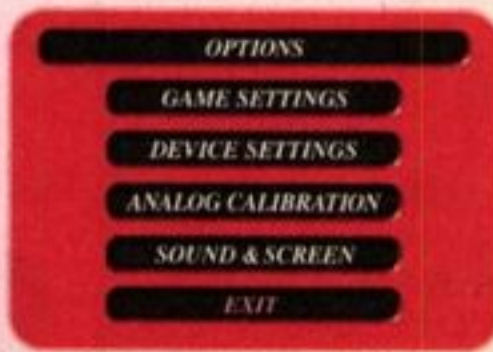 OPTIONS
GAME SETTINGS
DEVICE SETTINGS
ANALOG CALIBRATION
SOUND & SCREEN
EXIT